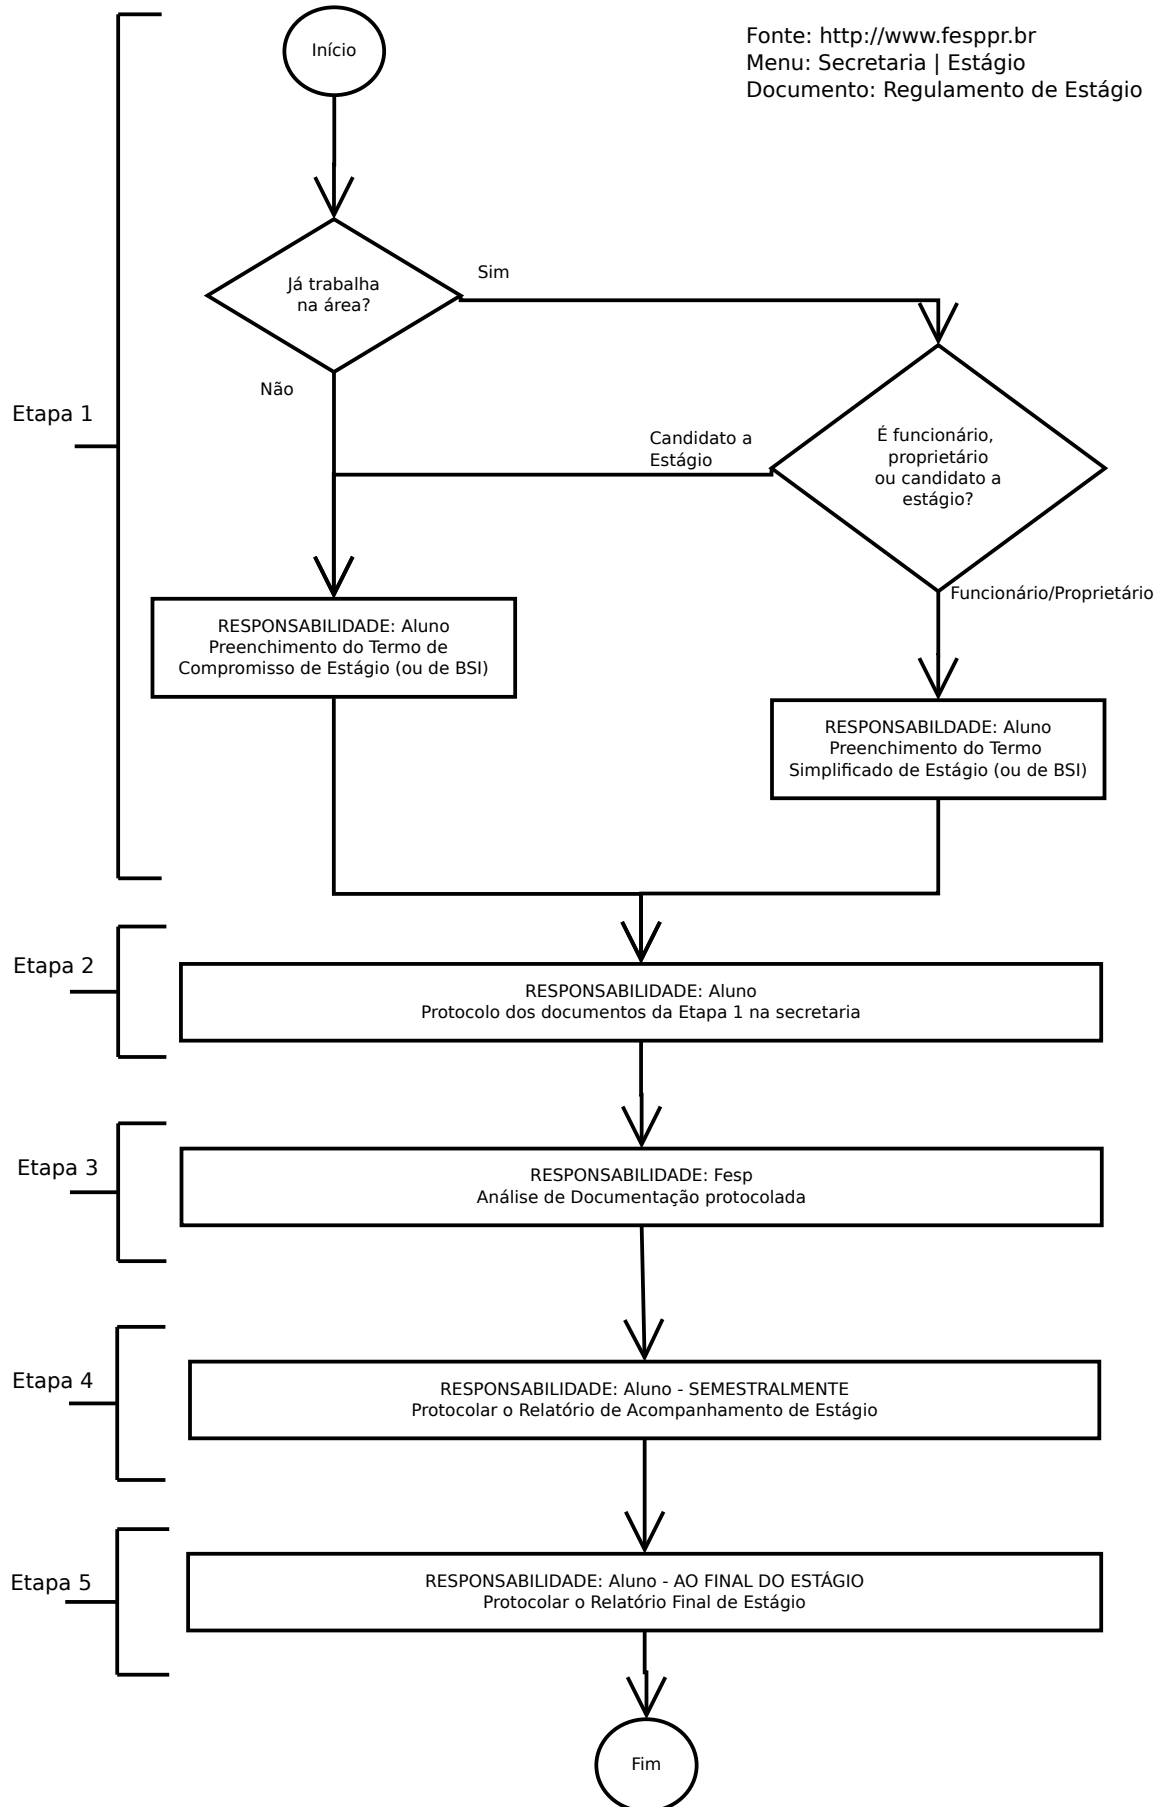 Início
Fonte: http://www.fesppr.br
Menu: Secretaria | Estágio
Documento: Regulamento de Estágio
Já trabalha
na área?
Sim
Não
Etapa 1
Candidato a
Estágio
É funcionário,
proprietário
ou candidato a
estágio?
Funcionário/Proprietário
RESPONSABILIDADE: Aluno
Preenchimento do Termo de
Compromisso de Estágio (ou de BSI)
RESPONSABILDADE: Aluno
Preenchimento do Termo
Simplificado de Estágio (ou de BSI)
Etapa 2
RESPONSABILIDADE: Aluno
Protocolo dos documentos da Etapa 1 na secretaria
Etapa 3
RESPONSABILIDADE: Fesp
Análise de Documentação protocolada
Etapa 4
RESPONSABILIDADE: Aluno - SEMESTRALMENTE
Protocolar o Relatório de Acompanhamento de Estágio
Etapa 5
RESPONSABILIDADE: Aluno - AO FINAL DO ESTÁGIO
Protocolar o Relatório Final de Estágio
Fim